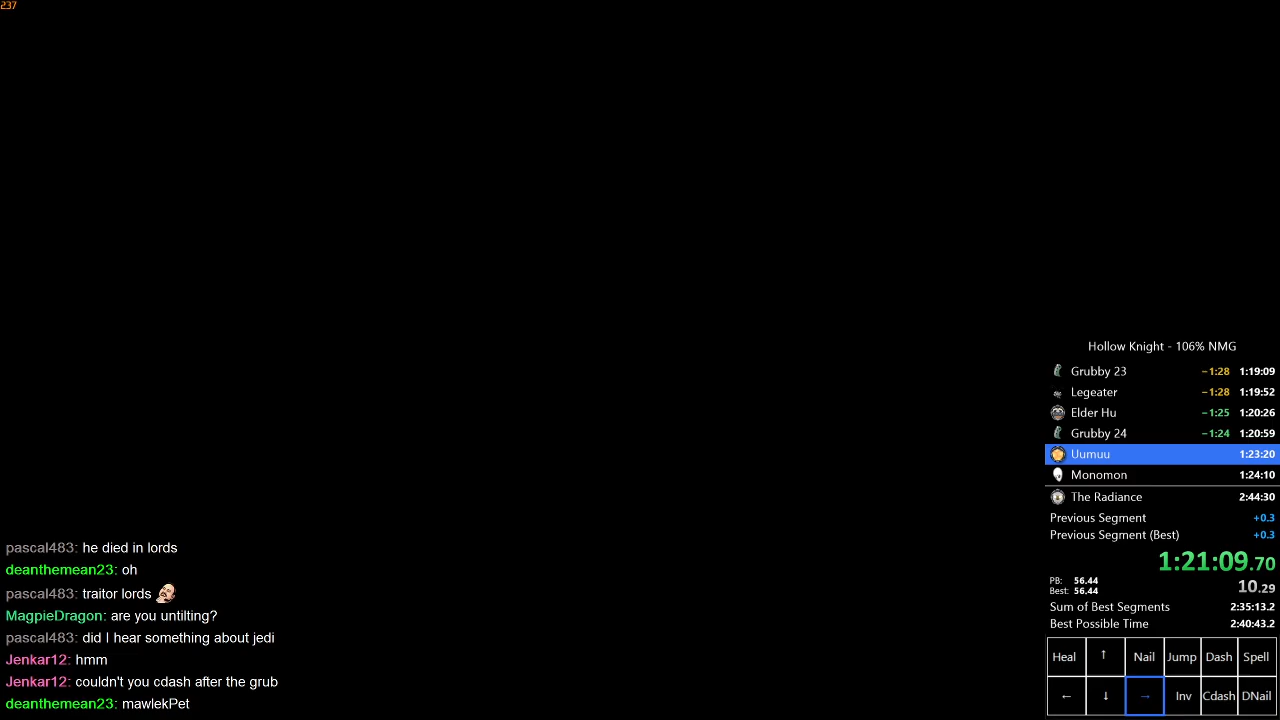 237
Hollow Knight - 106% NMG
Grubby 23 −1:28 1:19:09
Legeater −1:28 1:19:52
Elder Hu −1:25 1:20:26
Grubby 24 −1:24 1:20:59
Uumuu 1:23:20
Monomon 1:24:10
The Radiance 2:44:30
Previous Segment +0.3
Previous Segment (Best) +0.3
1:21:09.70
PB: 56.44
Best: 56.44
10.29
Sum of Best Segments 2:35:13.2
Best Possible Time 2:40:43.2
Heal ↑ Nail Jump Dash Spell
← ↓ → Inv Cdash DNail
pascal483: he died in lords
deanthemean23: oh
pascal483: traitor lords
MagpieDragon: are you untilting?
pascal483: did I hear something about jedi
Jenkar12: hmm
Jenkar12: couldn't you cdash after the grub
deanthemean23: mawlekPet